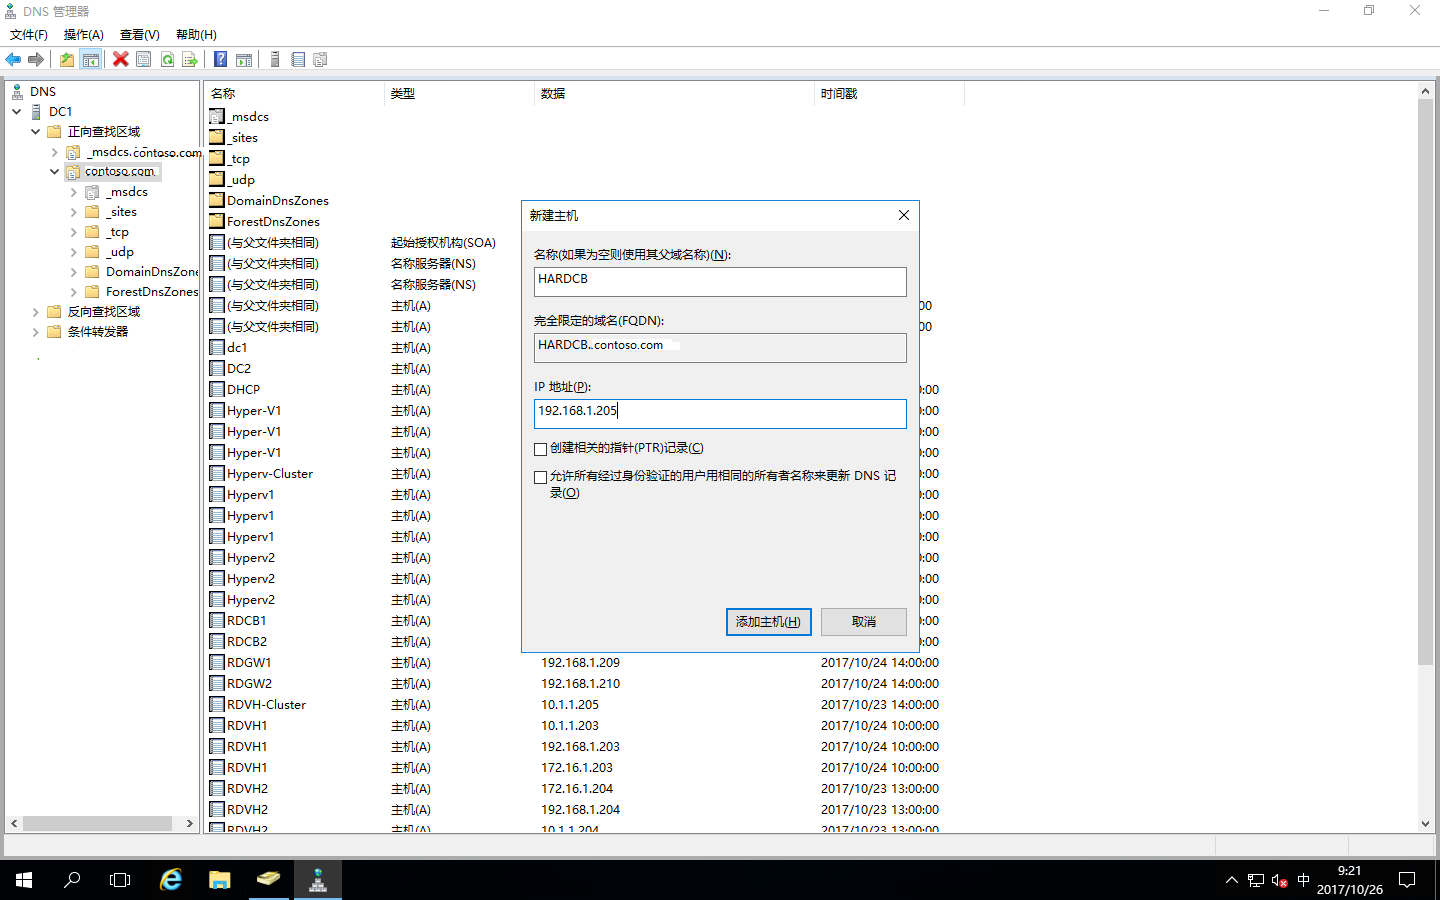 DNS 管理器
文件(F) 操作(A) 查看(V) 帮助(H)
DNS
DC1
正向查找区域
_msdcs.contoso.com
contoso.com
_msdcs
_sites
_tcp
_udp
DomainDnsZone
ForestDnsZones
反向查找区域
条件转发器
名称 类型 数据 时间戳
_msdcs
_sites
_tcp
_udp
DomainDnsZones
ForestDnsZones
(与父文件夹相同) 起始授权机构(SOA)
(与父文件夹相同) 名称服务器(NS)
(与父文件夹相同) 名称服务器(NS)
(与父文件夹相同) 主机(A) 00
(与父文件夹相同) 主机(A) 00
dc1 主机(A)
DC2 主机(A)
DHCP 主机(A) :00
Hyper-V1 主机(A) :00
Hyper-V1 主机(A) :00
Hyper-V1 主机(A) :00
Hyperv-Cluster 主机(A) :00
Hyperv1 主机(A) :00
Hyperv1 主机(A) :00
Hyperv1 主机(A) :00
Hyperv2 主机(A) :00
Hyperv2 主机(A) :00
Hyperv2 主机(A) :00
RDCB1 主机(A) :00
RDCB2 主机(A) :00
RDGW1 主机(A) 192.168.1.209 2017/10/24 14:00:00
RDGW2 主机(A) 192.168.1.210 2017/10/24 14:00:00
RDVH-Cluster 主机(A) 10.1.1.205 2017/10/23 14:00:00
RDVH1 主机(A) 10.1.1.203 2017/10/24 10:00:00
RDVH1 主机(A) 192.168.1.203 2017/10/24 10:00:00
RDVH1 主机(A) 172.16.1.203 2017/10/24 10:00:00
RDVH2 主机(A) 172.16.1.204 2017/10/23 13:00:00
RDVH2 主机(A) 192.168.1.204 2017/10/23 13:00:00
RDVH2 主机(A) 10.1.1.204 2017/10/23 13:00:00
新建主机
名称(如果为空则使用其父域名称)(N):
HARDCB
完全限定的域名(FQDN):
HARDCB.contoso.com
IP 地址(P):
192.168.1.205
创建相关的指针(PTR)记录(C)
允许所有经过身份验证的用户用相同的所有者名称来更新 DNS 记
录(O)
添加主机(H) 取消
中
9:21
2017/10/26